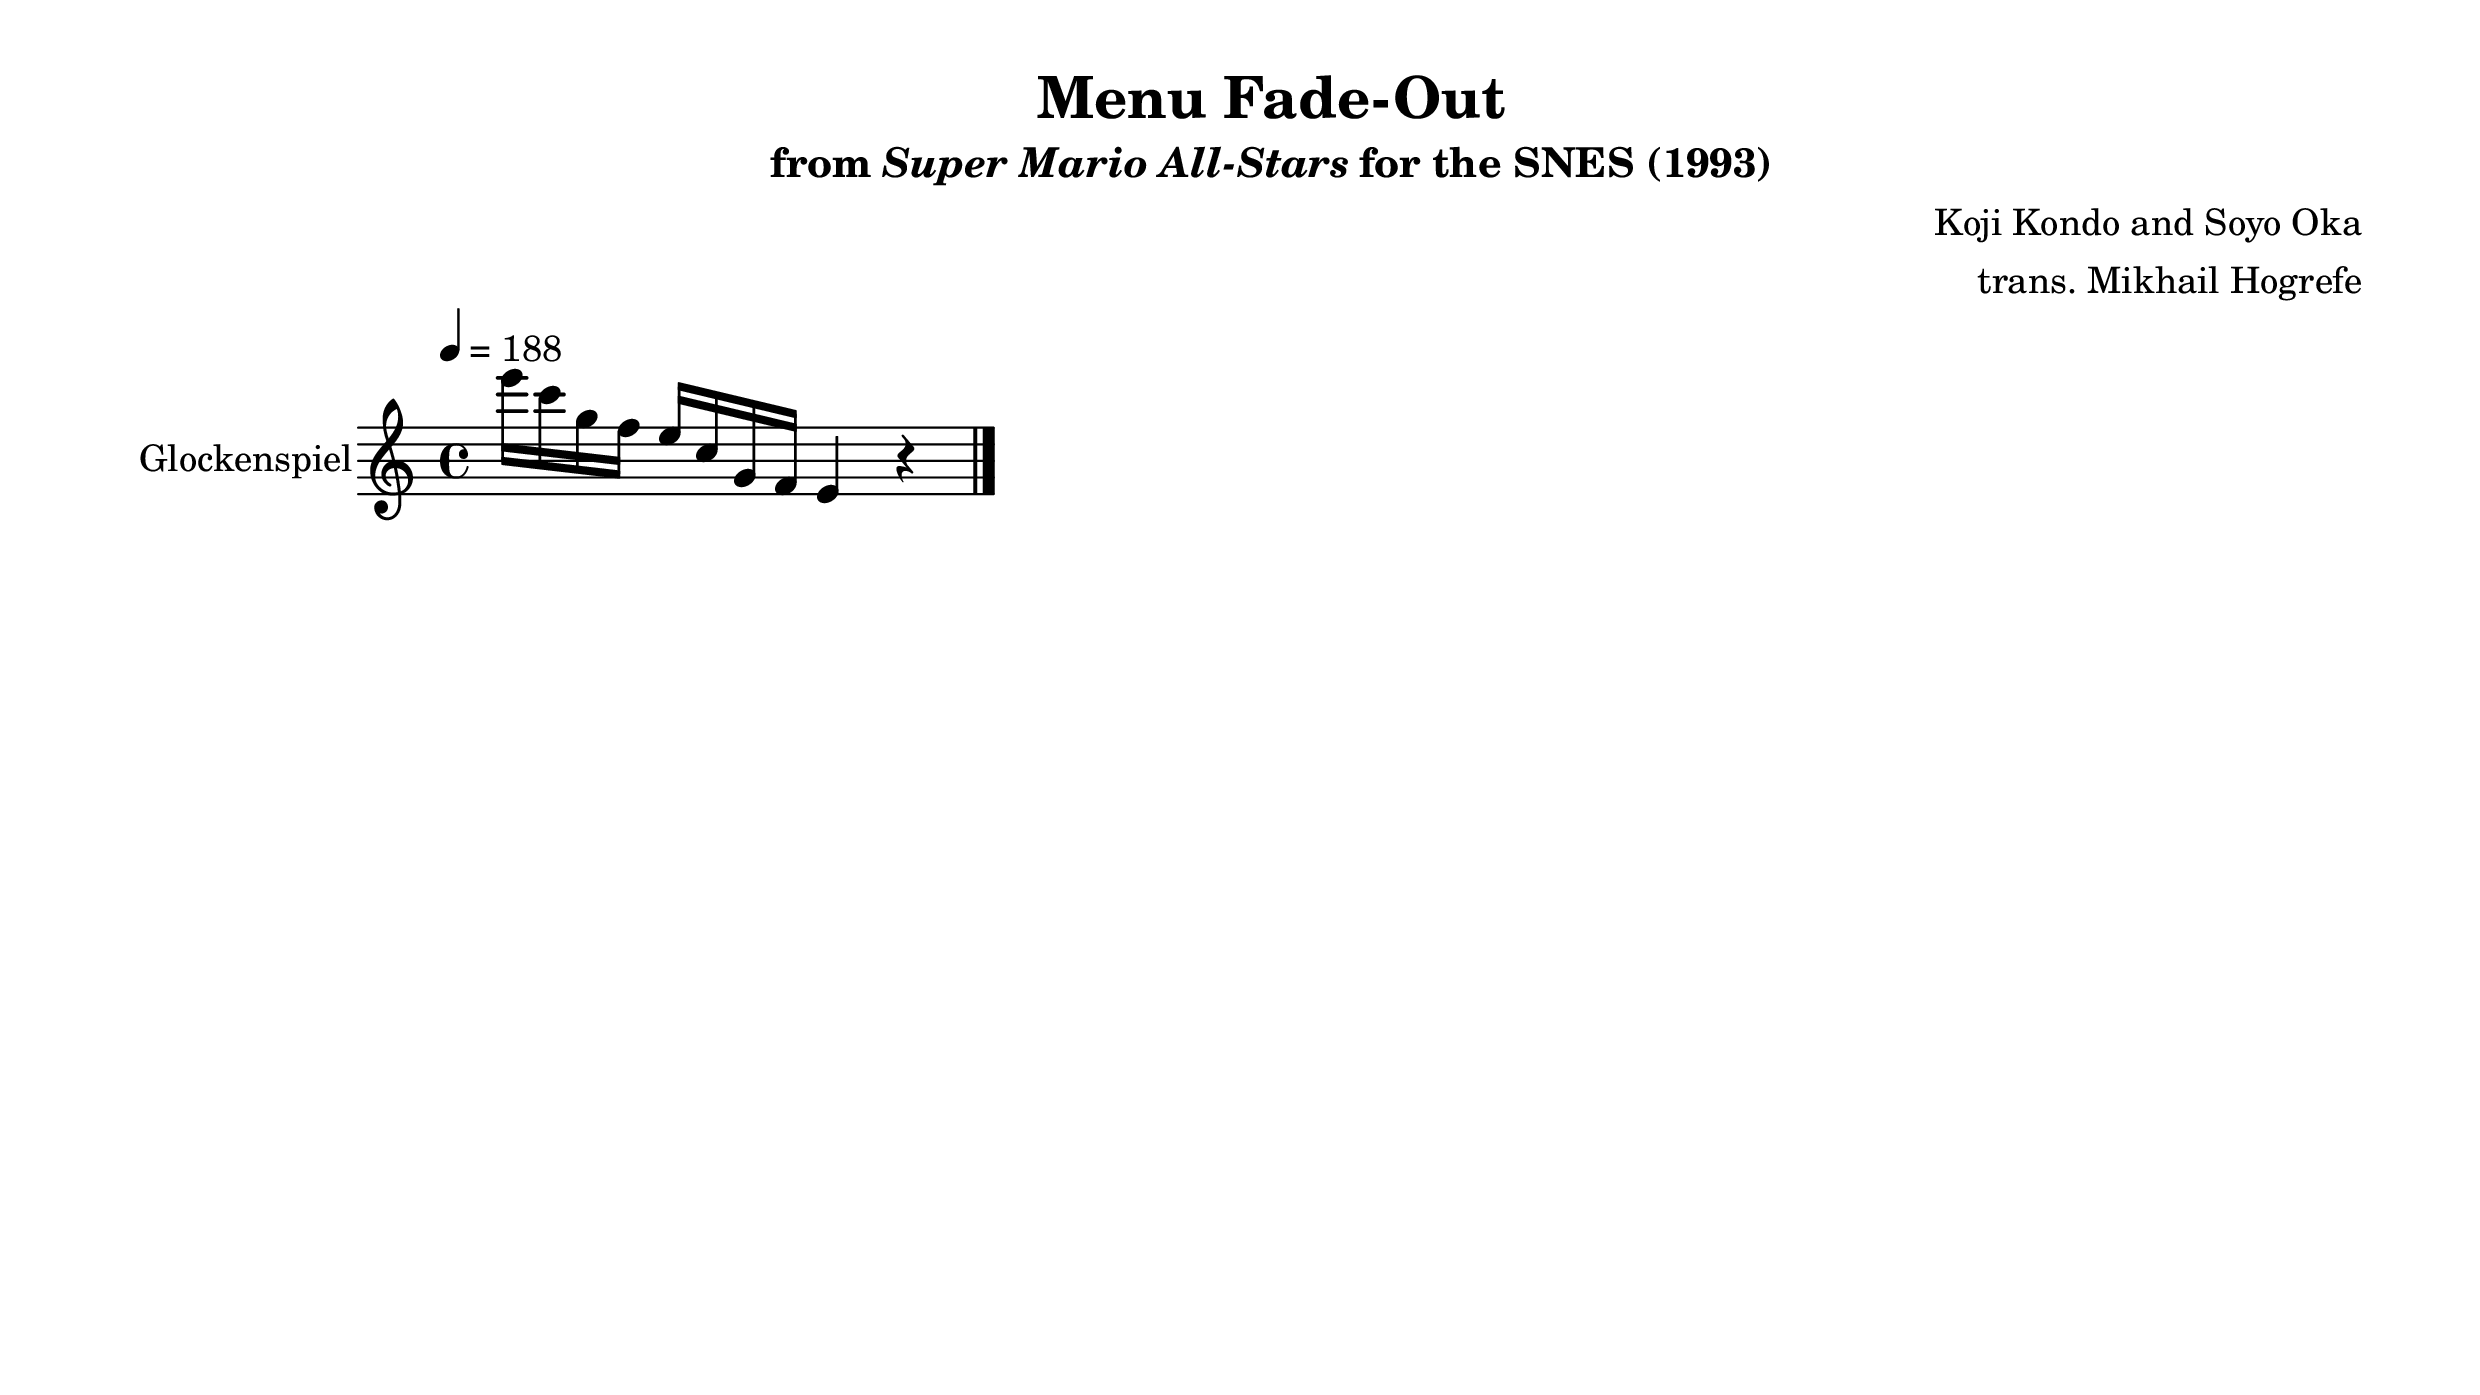 Menu Fade-Out
from Super Mario All-Stars for the SNES (1993)
Koji Kondo and Soyo Oka
trans. Mikhail Hogrefe
= 188
Glockenspiel